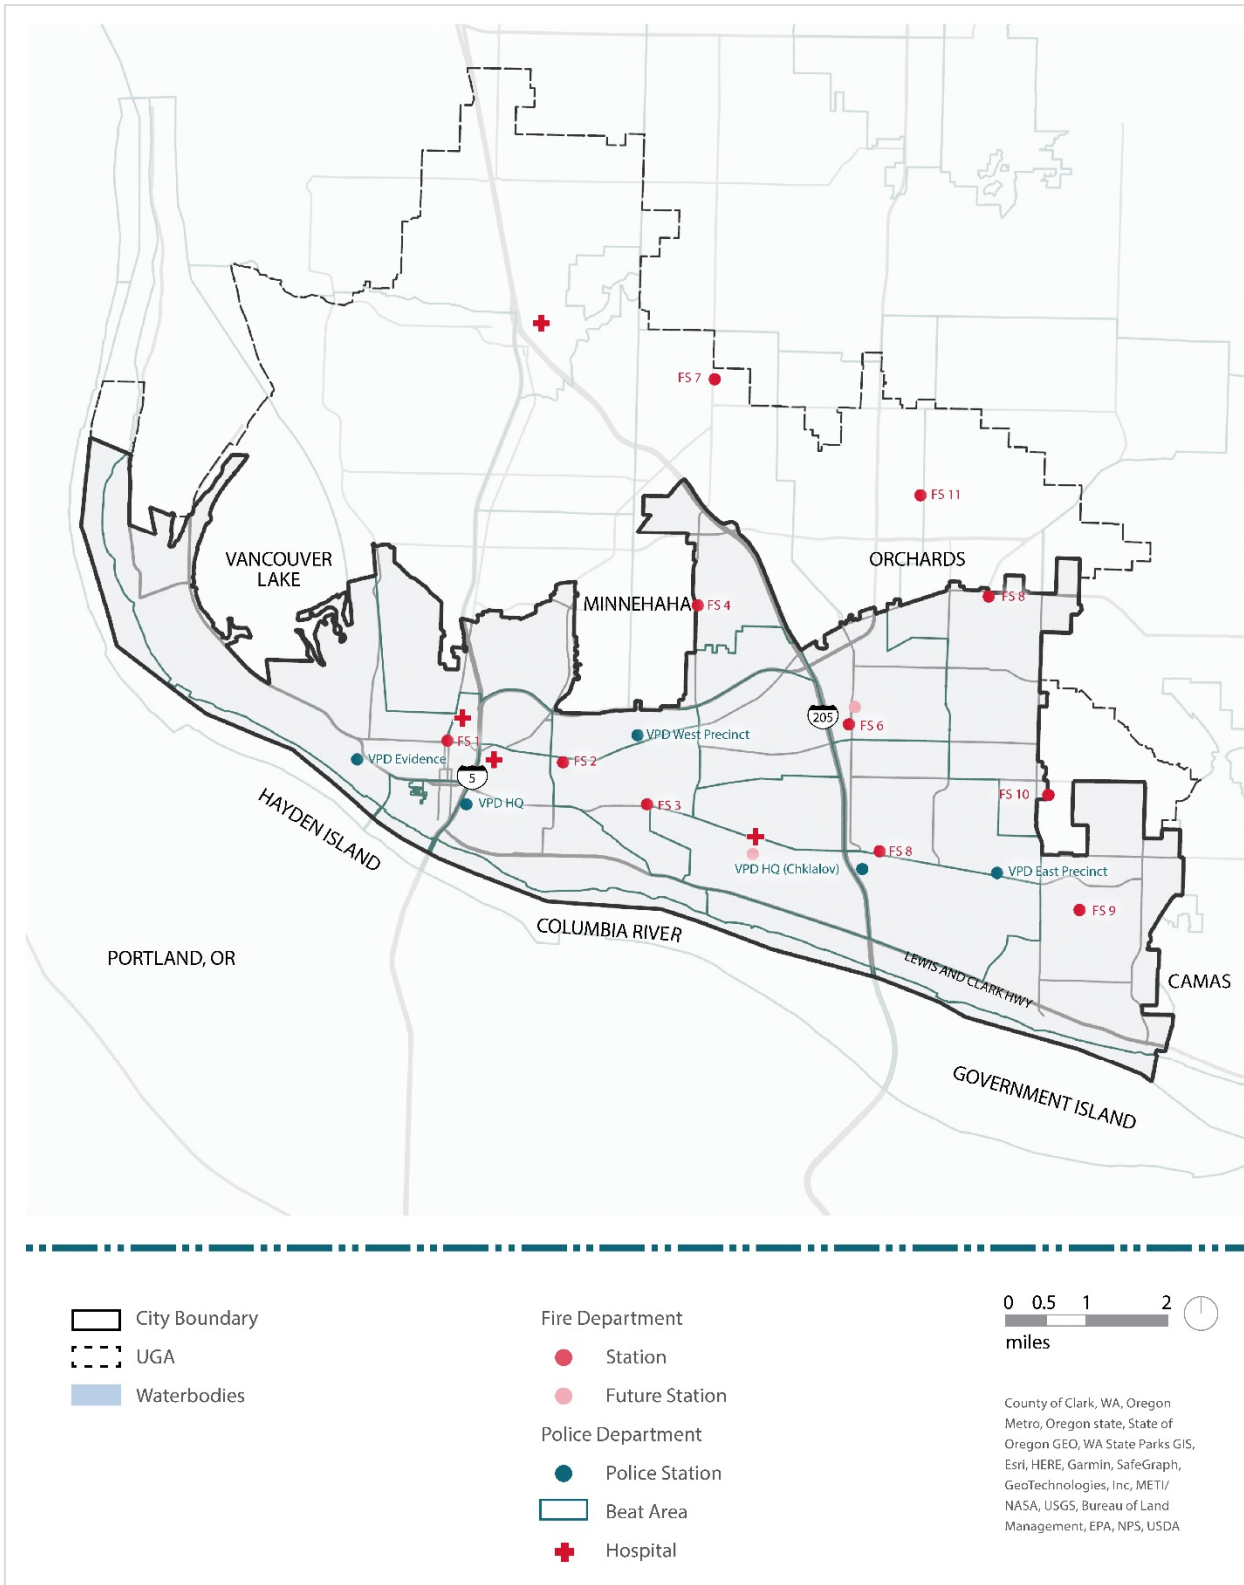 FS 7
FS 11
VANCOUVER
LAKE
ORCHARDS
MINNEHAHA
FS 4
FS 8
205
FS 6
FS 1
VPD West Precinct
VPD Evidence
FS 2
5
HAYDEN ISLAND
VPD HQ
FS 3
FS 10
FS 8
VPD HQ (Chklalov)
VPD East Precinct
FS 9
COLUMBIA RIVER
PORTLAND, OR
LEWIS AND CLARK HWY
CAMAS
GOVERNMENT ISLAND
City Boundary
UGA
Waterbodies
Fire Department
Station
Future Station
Police Department
Police Station
Beat Area
Hospital
0 0.5 1 2
miles
County of Clark, WA, Oregon
Metro, Oregon state, State of
Oregon GEO, WA State Parks GIS,
Esri, HERE, Garmin, SafeGraph,
GeoTechnologies, Inc, METI/
NASA, USGS, Bureau of Land
Management, EPA, NPS, USDA